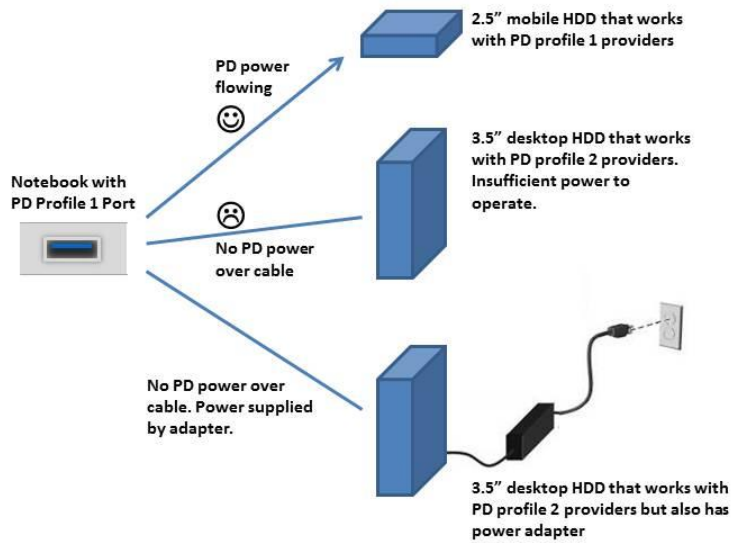 2.5” mobile HDD that works
with PD profile 1 providers
PD power
flowing
3.5” desktop HDD that works
with PD profile 2 providers.
Insufficient power to
operate.
Notebook with
PD Profile 1 Port
No PD power
over cable
No PD power over
cable. Power supplied
by adapter.
3.5” desktop HDD that works with
PD profile 2 providers but also has
power adapter